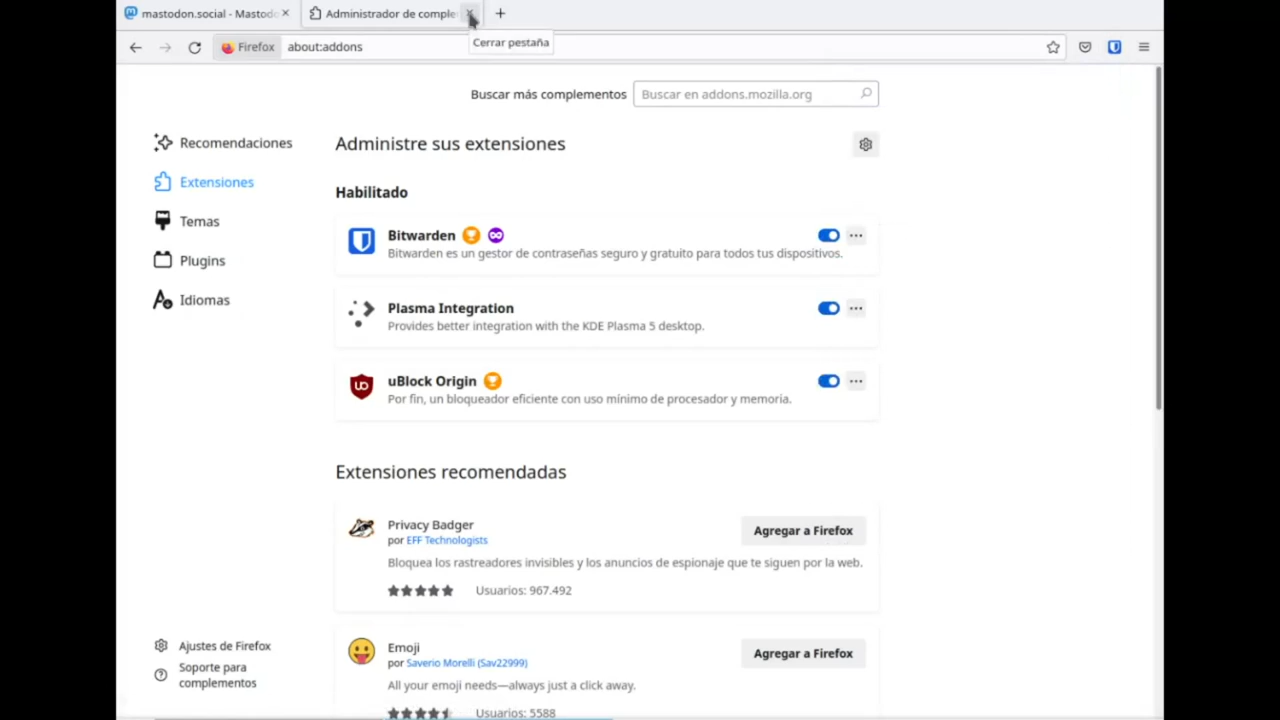 mastodon.social - Mastodo
Administrador de comple
Cerrar pestaña
Firefox
about:addons
Buscar más complementos
Buscar en addons.mozilla.org
Recomendaciones
Extensiones
Temas
Plugins
Idiomas
Administre sus extensiones
Habilitado
Bitwarden
Bitwarden es un gestor de contraseñas seguro y gratuito para todos tus dispositivos.
Plasma Integration
Provides better integration with the KDE Plasma 5 desktop.
uBlock Origin
Por fin, un bloqueador eficiente con uso mínimo de procesador y memoria.
Extensiones recomendadas
Privacy Badger
por EFF Technologists
Agregar a Firefox
Bloquea los rastreadores invisibles y los anuncios de espionaje que te siguen por la web.
Usuarios: 967.492
Emoji
por Saverio Morelli (Sav22999)
Agregar a Firefox
All your emoji needs—always just a click away.
Usuarios: 5588
Ajustes de Firefox
Soporte para
complementos